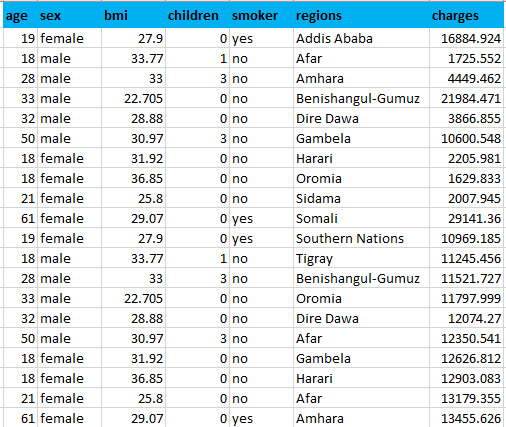 age sex bmi children smoker regions charges
19 female 27.9 0 yes Addis Ababa 16884.924
18 male 33.77 1 no Afar 1725.552
28 male 33 3 no Amhara 4449.462
33 male 22.705 0 no Benishangul-Gumuz 21984.471
32 male 28.88 0 no Dire Dawa 3866.855
50 male 30.97 3 no Gambela 10600.548
18 female 31.92 0 no Harari 2205.981
18 female 36.85 0 no Oromia 1629.833
21 female 25.8 0 no Sidama 2007.945
61 female 29.07 0 yes Somali 29141.36
19 female 27.9 0 yes Southern Nations 10969.185
18 male 33.77 1 no Tigray 11245.456
28 male 33 3 no Benishangul-Gumuz 11521.727
33 male 22.705 0 no Oromia 11797.999
32 male 28.88 0 no Dire Dawa 12074.27
50 male 30.97 3 no Afar 12350.541
18 female 31.92 0 no Gambela 12626.812
18 female 36.85 0 no Harari 12903.083
21 female 25.8 0 no Afar 13179.355
61 female 29.07 0 yes Amhara 13455.626